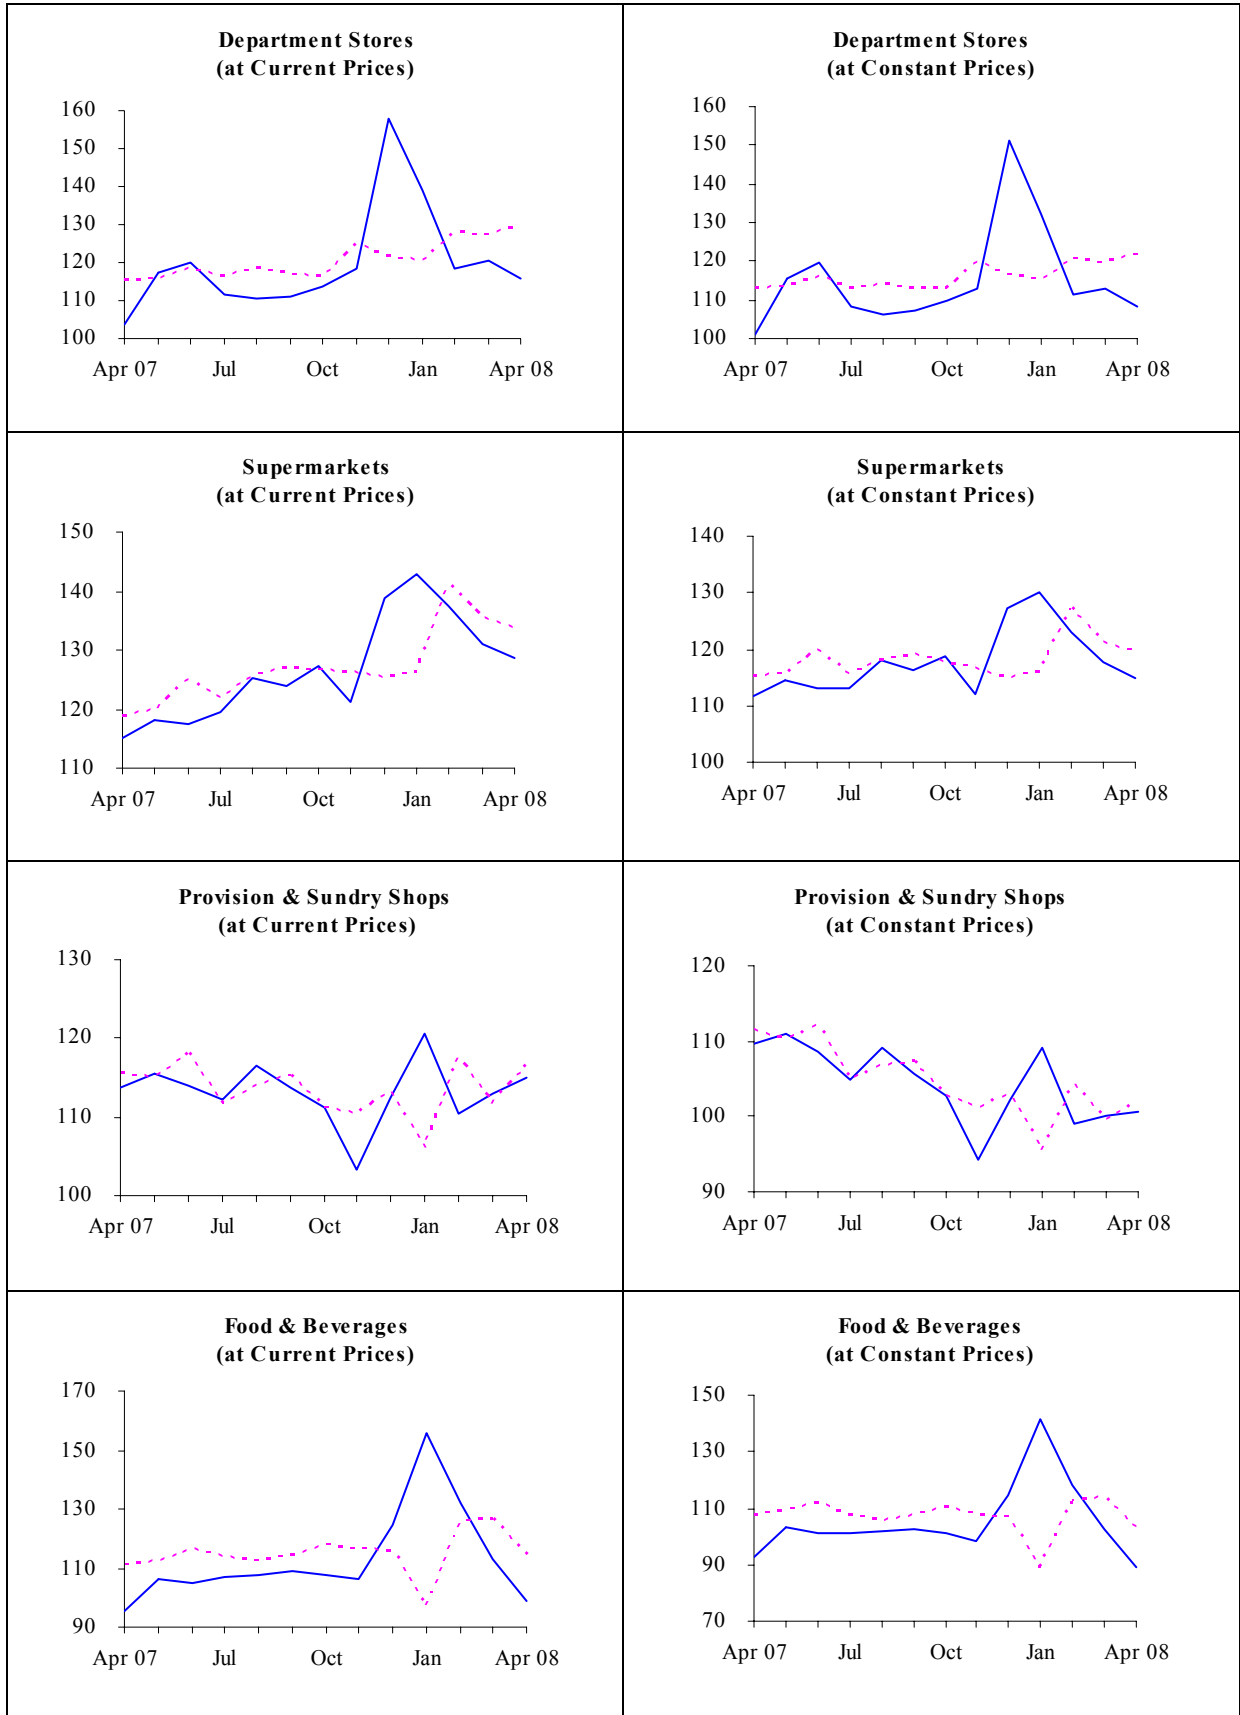 Department Stores
(at Current Prices)
160
150
140
130
120
110
100
Apr 07 Jul Oct Jan Apr 08
Department Stores
(at Constant Prices)
160
150
140
130
120
110
100
Apr 07 Jul Oct Jan Apr 08
Supermarkets
(at Current Prices)
150
140
130
120
110
Apr 07 Jul Oct Jan Apr 08
Supermarkets
(at Constant Prices)
140
130
120
110
100
Apr 07 Jul Oct Jan Apr 08
Provision & Sundry Shops
(at Current Prices)
130
120
110
100
Apr 07 Jul Oct Jan Apr 08
Provision & Sundry Shops
(at Constant Prices)
120
110
100
90
Apr 07 Jul Oct Jan Apr 08
Food & Beverages
(at Current Prices)
170
150
130
110
90
Apr 07 Jul Oct Jan Apr 08
Food & Beverages
(at Constant Prices)
150
130
110
90
70
Apr 07 Jul Oct Jan Apr 08